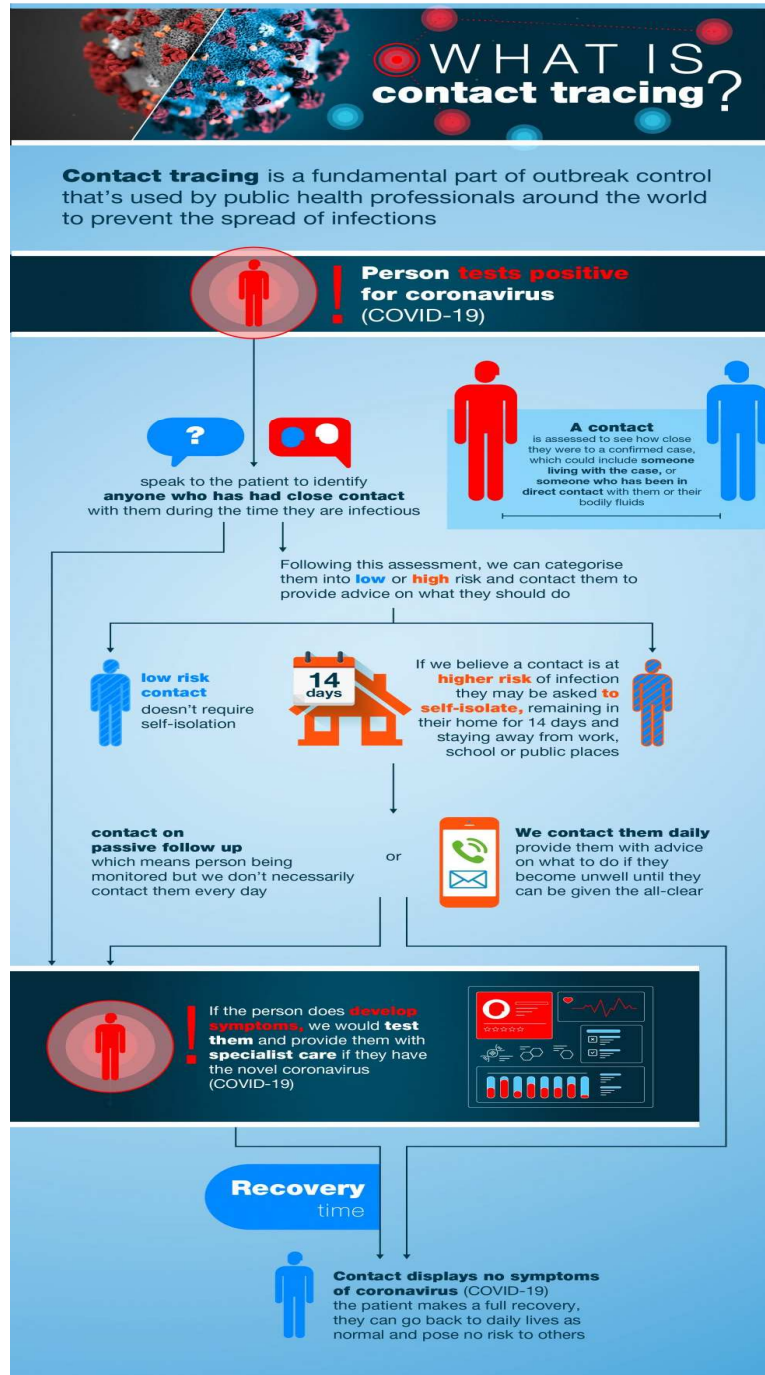 WHAT IS
contact tracing?
Contact tracing is a fundamental part of outbreak control
that's used by public health professionals around the world
to prevent the spread of infections
! Person tests positive
for coronavirus
(COVID-19)
?
speak to the patient to identify
anyone who has had close contact
with them during the time they are infectious
A contact
is assessed to see how close
they were to a confirmed case,
which could include someone
living with the case, or
someone who has been in
direct contact with them or their
bodily fluids
Following this assessment, we can categorise
them into low or high risk and contact them to
provide advice on what they should do
low risk
contact
doesn't require
self-isolation
14
days
If we believe a contact is at
higher risk of infection
they may be asked to
self-isolate, remaining in
their home for 14 days and
staying away from work,
school or public places
contact on
passive follow up
which means person being
monitored but we don't necessarily
contact them every day
or
We contact them daily
provide them with advice
on what to do if they
become unwell until they
can be given the all-clear
! If the person does develop
symptoms, we would test
them and provide them with
specialist care if they have
the novel coronavirus
(COVID-19)
Recovery
time
Contact displays no symptoms
of coronavirus (COVID-19)
the patient makes a full recovery,
they can go back to daily lives as
normal and pose no risk to others